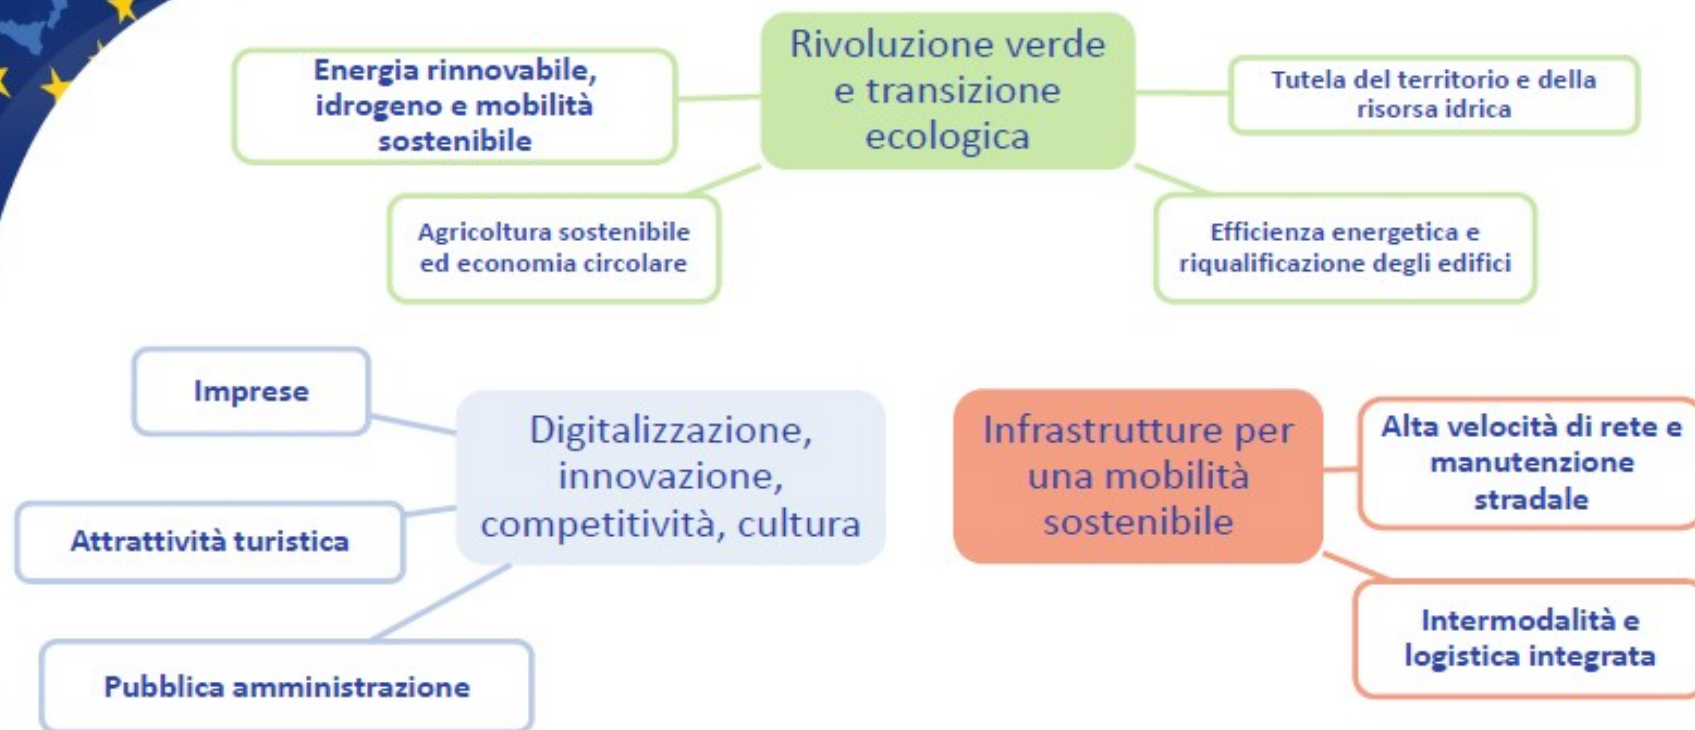 Rivoluzione verde
e transizione
ecologica
Energia rinnovabile,
idrogeno e mobilità
sostenibile
Tutela del territorio e della
risorsa idrica
Agricoltura sostenibile
ed economia circolare
Efficienza energetica e
riqualificazione degli edifici
Imprese
Attrattività turistica
Pubblica amministrazione
Digitalizzazione,
innovazione,
competitività, cultura
Infrastrutture per
una mobilità
sostenibile
Alta velocità di rete e
manutenzione
stradale
Intermodalità e
logistica integrata